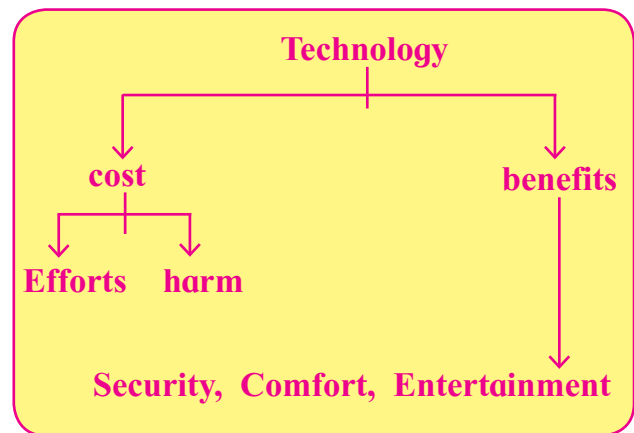 Technology
cost benefits
Efforts harm
Security, Comfort, Entertainment